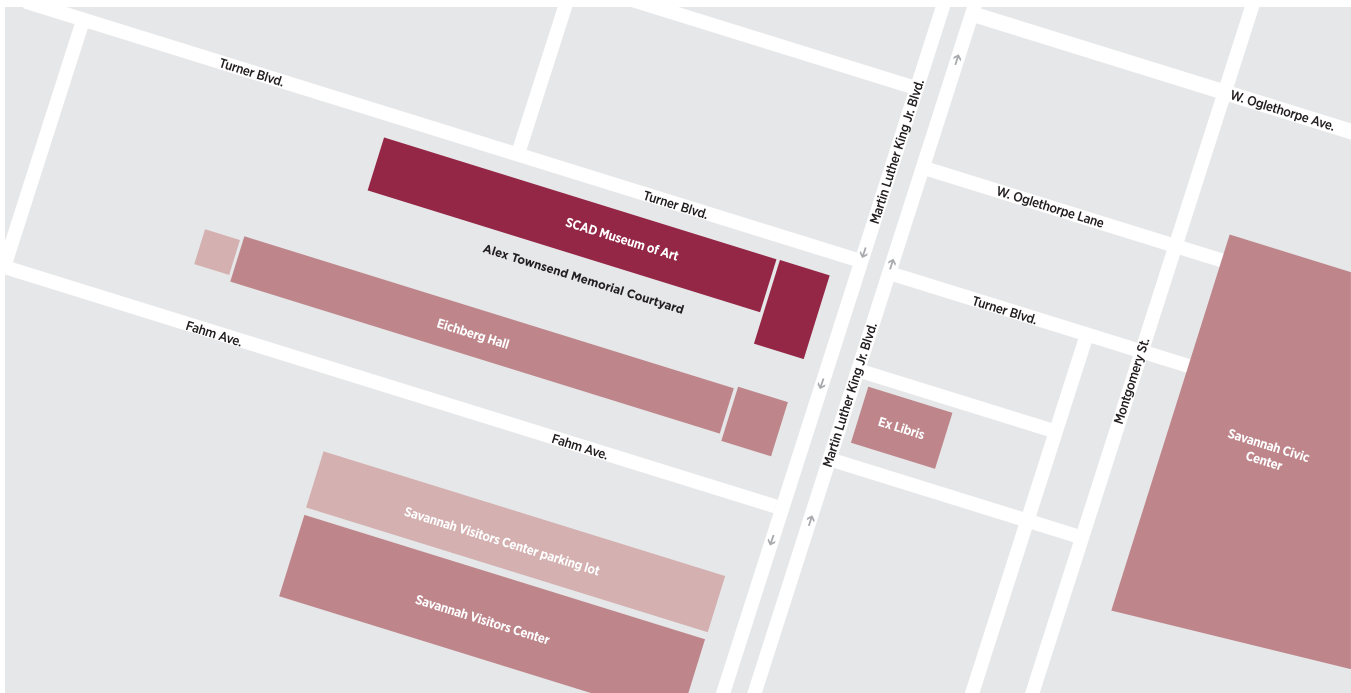 Turner Blvd.
W. Oglethorpe Ave.
Martin Luther King Jr. Blvd.
Turner Blvd.
W. Oglethorpe Lane
SCAD Museum of Art
Alex Townsend Memorial Courtyard
Turner Blvd.
Fahm Ave.
Eichberg Hall
Martin Luther King Jr. Blvd.
Montgomery St.
Ex Libris
Fahm Ave.
Savannah Civic
Center
Savannah Visitors Center parking lot
Savannah Visitors Center